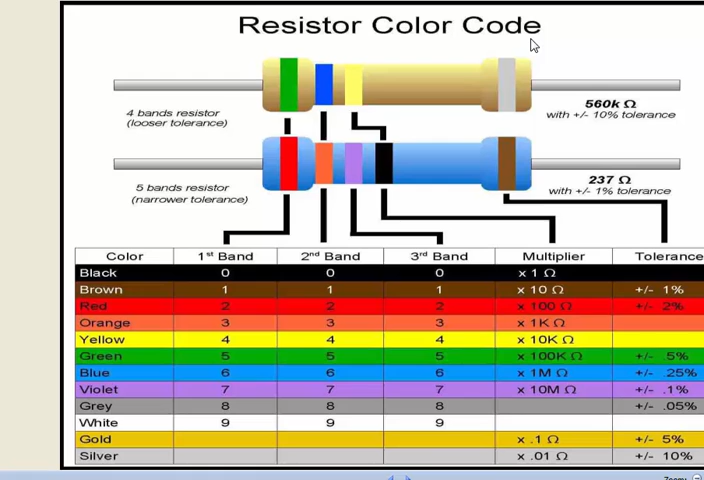 Resistor Color Code
560k Ω
with +/- 10% tolerance
4 bands resistor
(looser tolerance)
237 Ω
with +/- 1% tolerance
5 bands resistor
(narrower tolerance)
Color 1st Band 2nd Band 3rd Band Multiplier Tolerance
Black 0 0 0 x 1 Ω
Brown 1 1 1 x 10 Ω +/- 1%
Red 2 2 2 x 100 Ω +/- 2%
Orange 3 3 3 x 1K Ω
Yellow 4 4 4 x 10K Ω
Green 5 5 5 x 100K Ω +/- .5%
Blue 6 6 6 x 1M Ω +/- .25%
Violet 7 7 7 x 10M Ω +/- .1%
Grey 8 8 8 +/- .05%
White 9 9 9
Gold x .1 Ω +/- 5%
Silver x .01 Ω +/- 10%